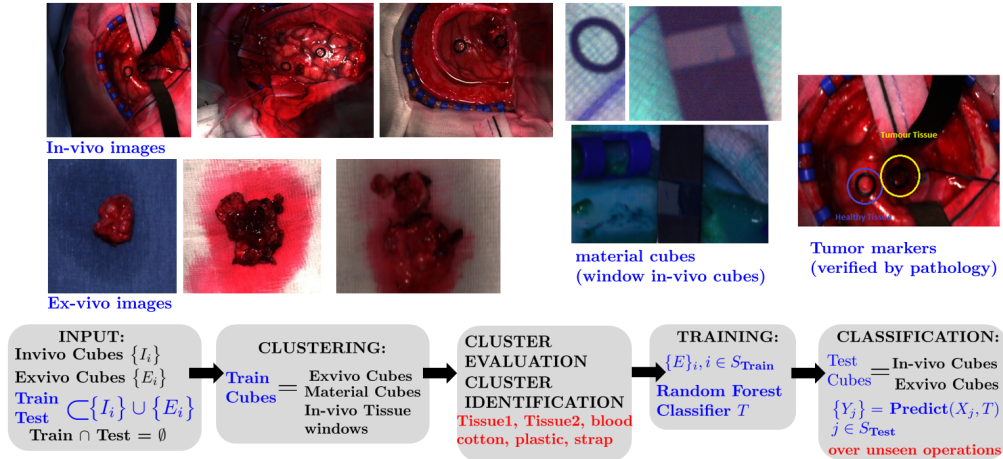 In-vivo images
Ex-vivo images
material cubes
(window in-vivo cubes)
Tumour Tissue
Healthy Tissue
Tumor markers
(verified by pathology)
INPUT:
Invivo Cubes {I_i}
Exvivo Cubes {E_i}
Train
Test ⊂ {I_i} ∪ {E_i}
Train ∩ Test = ∅
CLUSTERING:
Train
Cubes =
Exvivo Cubes
Material Cubes
In-vivo Tissue
windows
CLUSTER
EVALUATION
CLUSTER
IDENTIFICATION
Tissue1, Tissue2, blood
cotton, plastic, strap
TRAINING:
{E}_i, i ∈ S_Train
Random Forest
Classifier T
CLASSIFICATION:
Test
Cubes =
In-vivo Cubes
Exvivo Cubes
{Y_j} = Predict(X_j, T)
j ∈ S_Test
over unseen operations